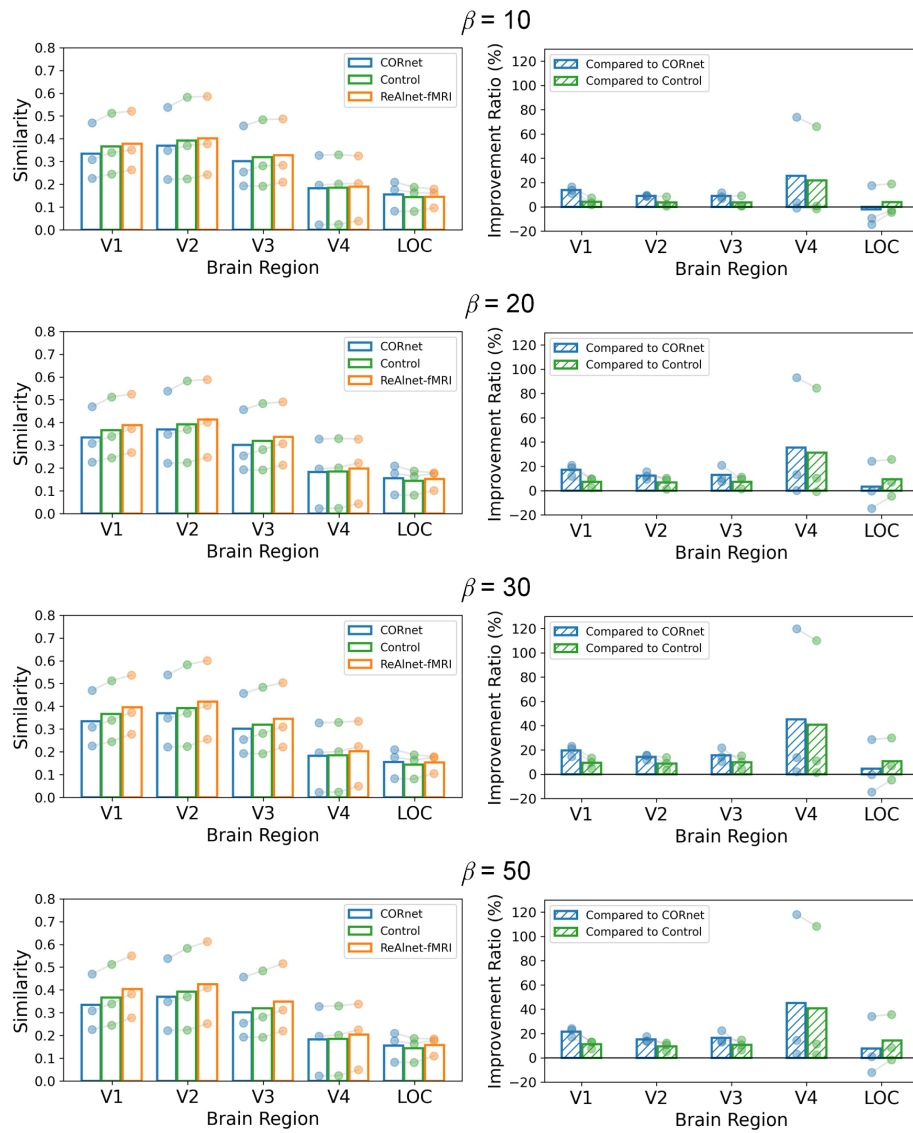 β = 10
Similarity
0.8
0.7
0.6
0.5
0.4
0.3
0.2
0.1
0.0
CORnet
Control
ReAlnet-fMRI
V1 V2 V3 V4 LOC
Brain Region
Improvement Ratio (%)
120
100
80
60
40
20
0
−20
Compared to CORnet
Compared to Control
V1 V2 V3 V4 LOC
Brain Region
β = 20
Similarity
0.8
0.7
0.6
0.5
0.4
0.3
0.2
0.1
0.0
CORnet
Control
ReAlnet-fMRI
V1 V2 V3 V4 LOC
Brain Region
Improvement Ratio (%)
120
100
80
60
40
20
0
−20
Compared to CORnet
Compared to Control
V1 V2 V3 V4 LOC
Brain Region
β = 30
Similarity
0.8
0.7
0.6
0.5
0.4
0.3
0.2
0.1
0.0
CORnet
Control
ReAlnet-fMRI
V1 V2 V3 V4 LOC
Brain Region
Improvement Ratio (%)
120
100
80
60
40
20
0
−20
Compared to CORnet
Compared to Control
V1 V2 V3 V4 LOC
Brain Region
β = 50
Similarity
0.8
0.7
0.6
0.5
0.4
0.3
0.2
0.1
0.0
CORnet
Control
ReAlnet-fMRI
V1 V2 V3 V4 LOC
Brain Region
Improvement Ratio (%)
120
100
80
60
40
20
0
−20
Compared to CORnet
Compared to Control
V1 V2 V3 V4 LOC
Brain Region